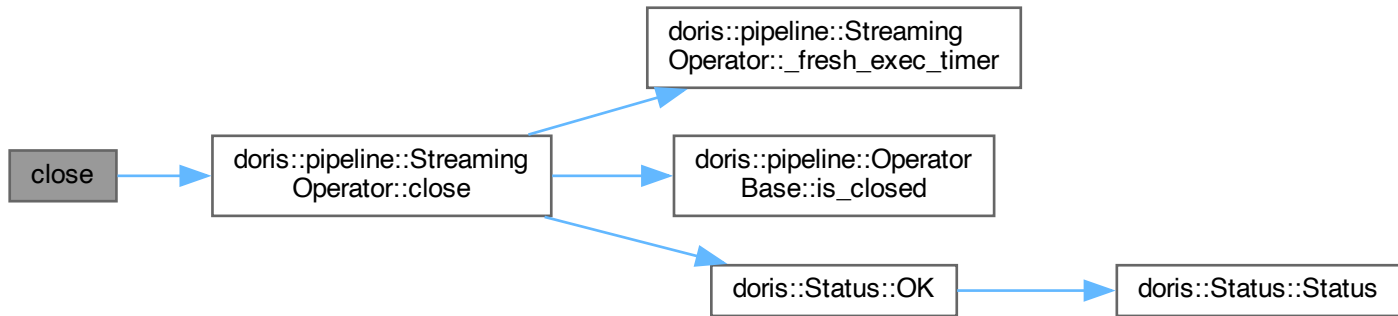 close
doris::pipeline::Streaming
Operator::close
doris::pipeline::Streaming
Operator::_fresh_exec_timer
doris::pipeline::Operator
Base::is_closed
doris::Status::OK
doris::Status::Status